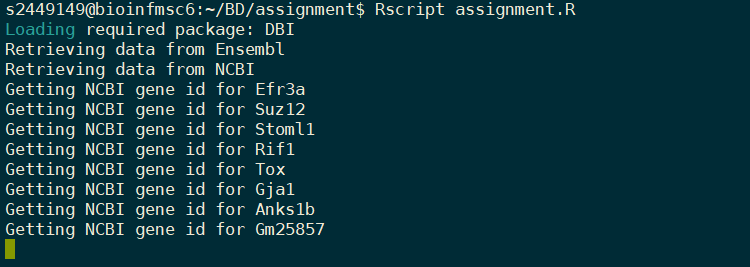 s2449149@bioinfmsc6:~/BD/assignment$ Rscript assignment.R
Loading required package: DBI
Retrieving data from Ensembl
Retrieving data from NCBI
Getting NCBI gene id for Efr3a
Getting NCBI gene id for Suz12
Getting NCBI gene id for Stoml1
Getting NCBI gene id for Rif1
Getting NCBI gene id for Tox
Getting NCBI gene id for Gja1
Getting NCBI gene id for Anks1b
Getting NCBI gene id for Gm25857